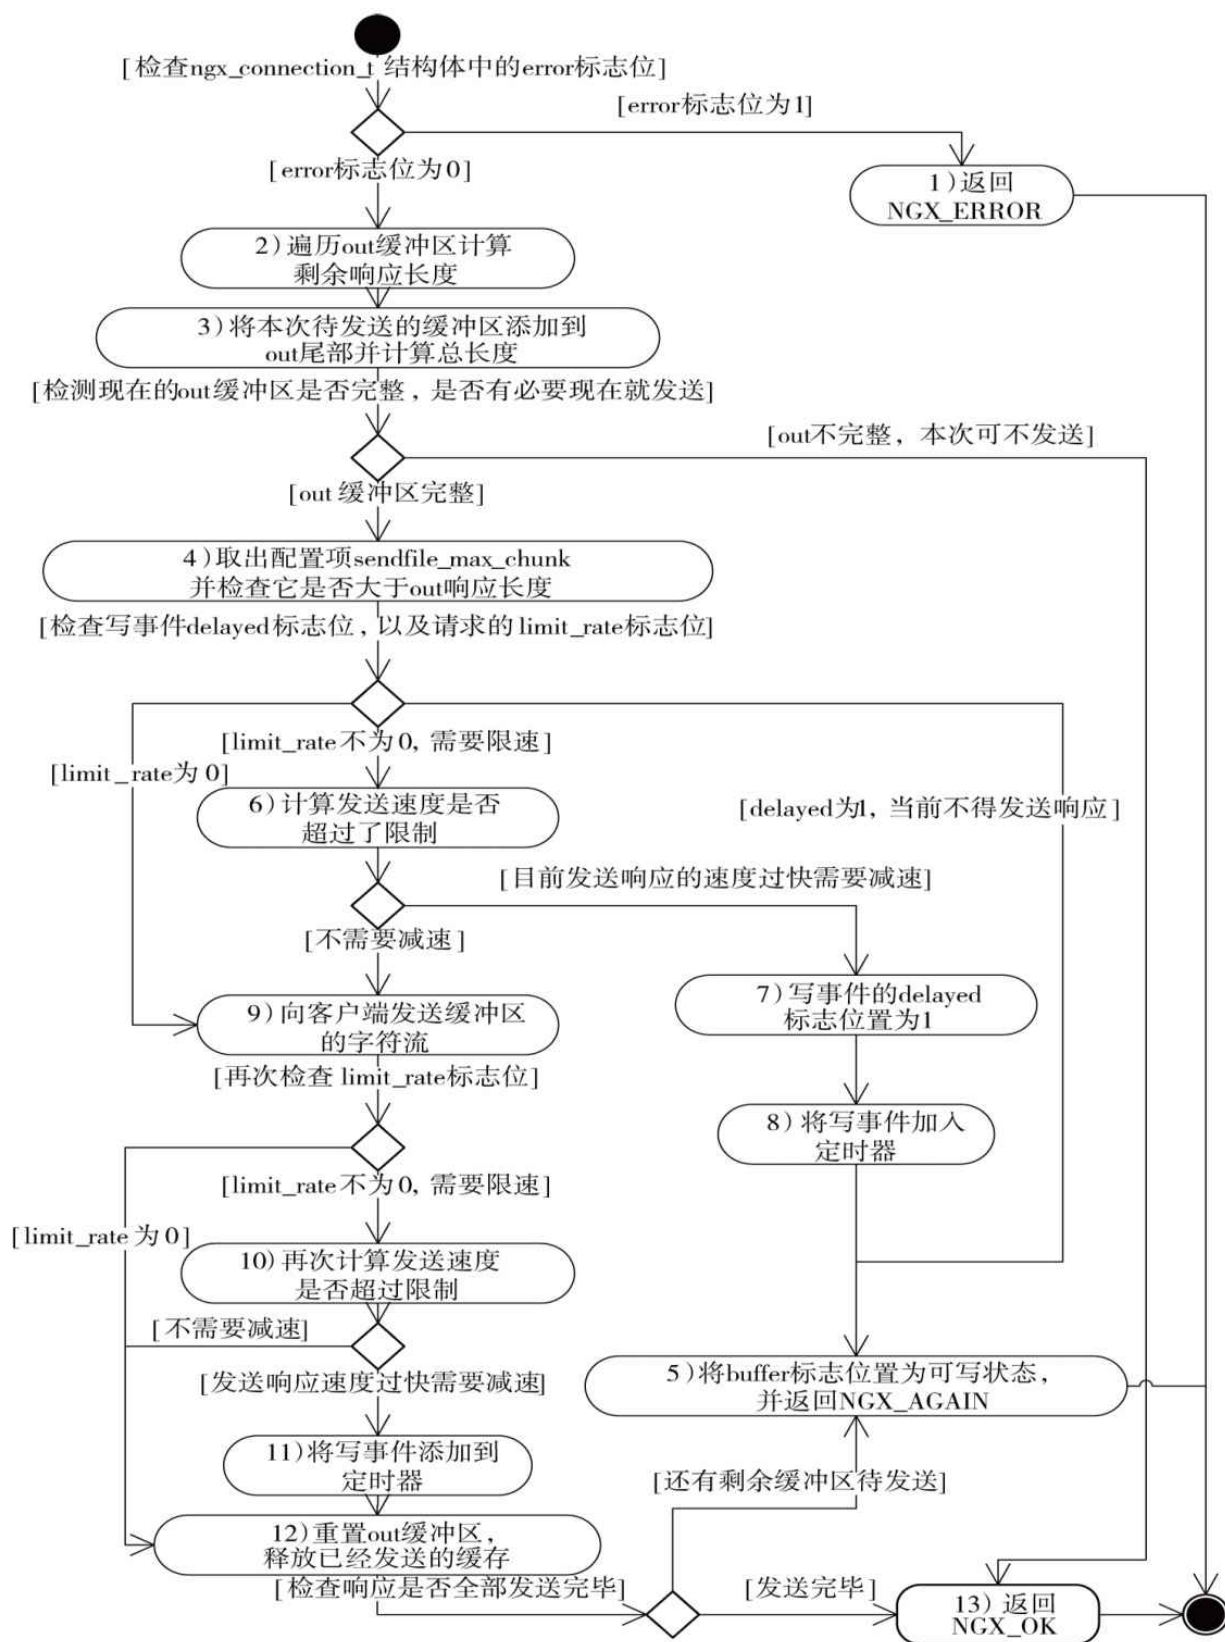 [检查ngx_connection_t 结构体中的error标志位]
[error标志位为1]
[error标志位为0]
1)返回
NGX_ERROR
2)遍历out缓冲区计算
剩余响应长度
3)将本次待发送的缓冲区添加到
out尾部并计算总长度
[检测现在的out缓冲区是否完整，是否有必要现在就发送]
[out不完整，本次可不发送]
[out 缓冲区完整]
4)取出配置项sendfile_max_chunk
并检查它是否大于out响应长度
[检查写事件delayed标志位，以及请求的limit_rate标志位]
[limit_rate不为0, 需要限速]
[limit_rate为 0]
6)计算发送速度是否
超过了限制
[delayed为1, 当前不得发送响应]
[目前发送响应的速度过快需要减速]
[不需要减速]
7)写事件的delayed
标志位置为1
9)向客户端发送缓冲区
的字符流
[再次检查 limit_rate标志位]
8)将写事件加入
定时器
[limit_rate不为0, 需要限速]
[limit_rate 为 0]
10)再次计算发送速度
是否超过限制
[不需要减速]
[发送响应速度过快需要减速]
5)将buffer标志位置为可写状态，
并返回NGX_AGAIN
11)将写事件添加到
定时器
[还有剩余缓冲区待发送]
12)重置out缓冲区，
释放已经发送的缓存
[检查响应是否全部发送完毕]
[发送完毕]
13) 返回
NGX_OK